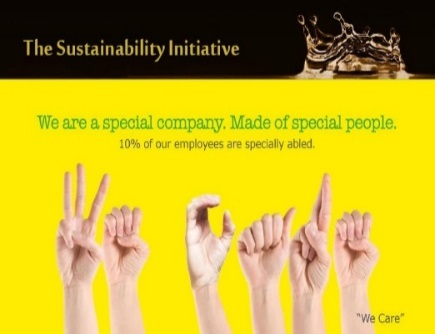 The Sustainability Initiative
We are a special company. Made of special people.
10% of our employees are specially abled.
“We Care”